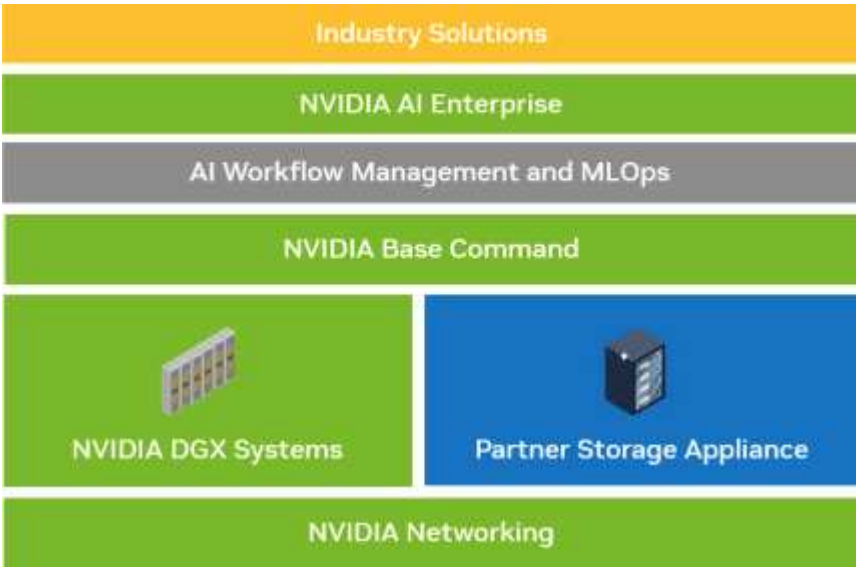 Industry Solutions
NVIDIA AI Enterprise
AI Workflow Management and MLOps
NVIDIA Base Command
NVIDIA DGX Systems
Partner Storage Appliance
NVIDIA Networking